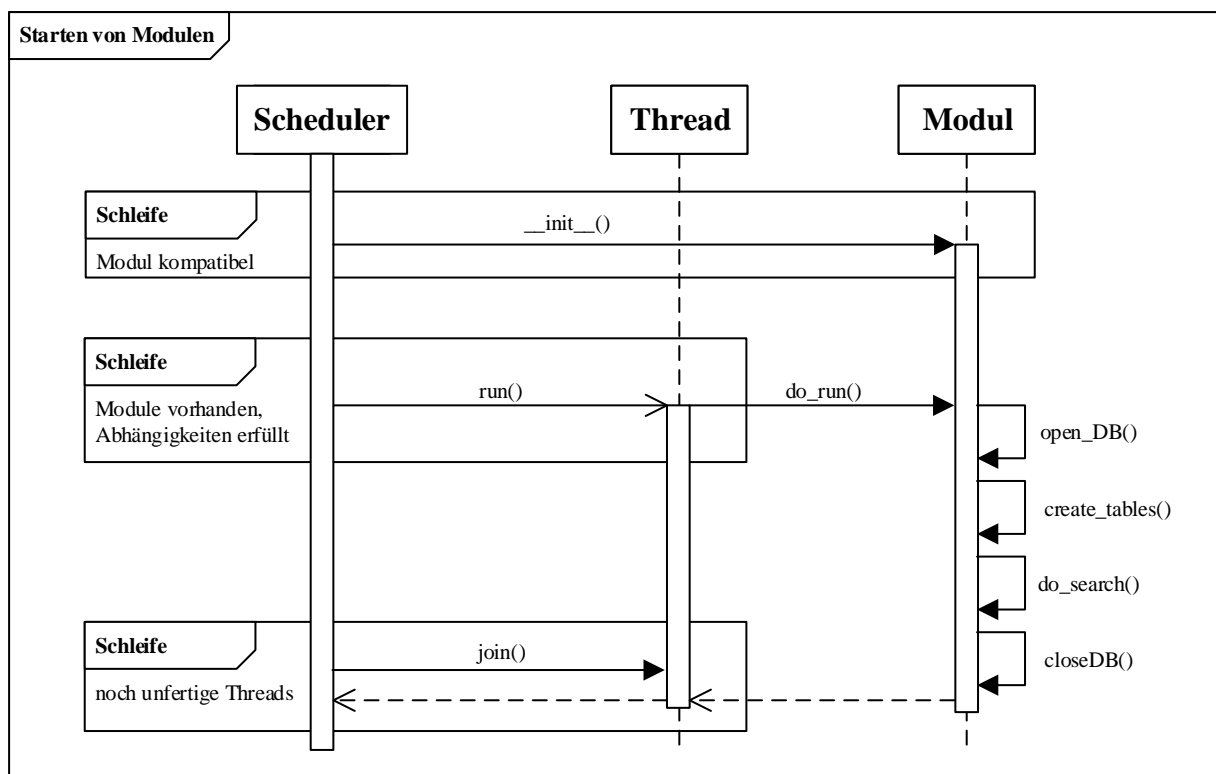 Starten von Modulen
Scheduler
Thread
Modul
Schleife
__init__()
Modul kompatibel
Schleife
run()
do_run()
Module vorhanden,
Abhängigkeiten erfüllt
open_DB()
create_tables()
do_search()
Schleife
join()
closeDB()
noch unfertige Threads